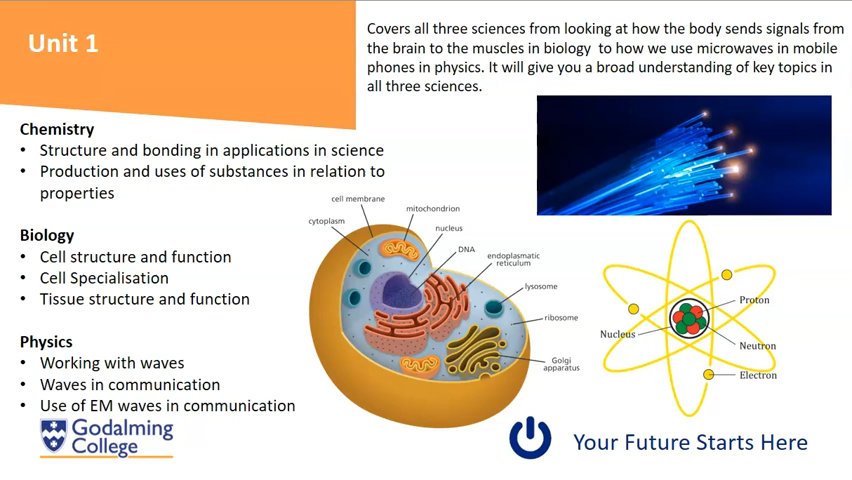 Unit 1
Covers all three sciences from looking at how the body sends signals from
the brain to the muscles in biology to how we use microwaves in mobile
phones in physics. It will give you a broad understanding of key topics in
all three sciences.
Chemistry
• Structure and bonding in applications in science
• Production and uses of substances in relation to
properties
Biology
• Cell structure and function
• Cell Specialisation
• Tissue structure and function
Physics
• Working with waves
• Waves in communication
• Use of EM waves in communication
cell membrane
mitochondrion
cytoplasm
nucleus
DNA
endoplasmatic
reticulum
lysosome
ribosome
Golgi
apparatus
Proton
Nucleus
Neutron
Electron
Godalming
College
Your Future Starts Here